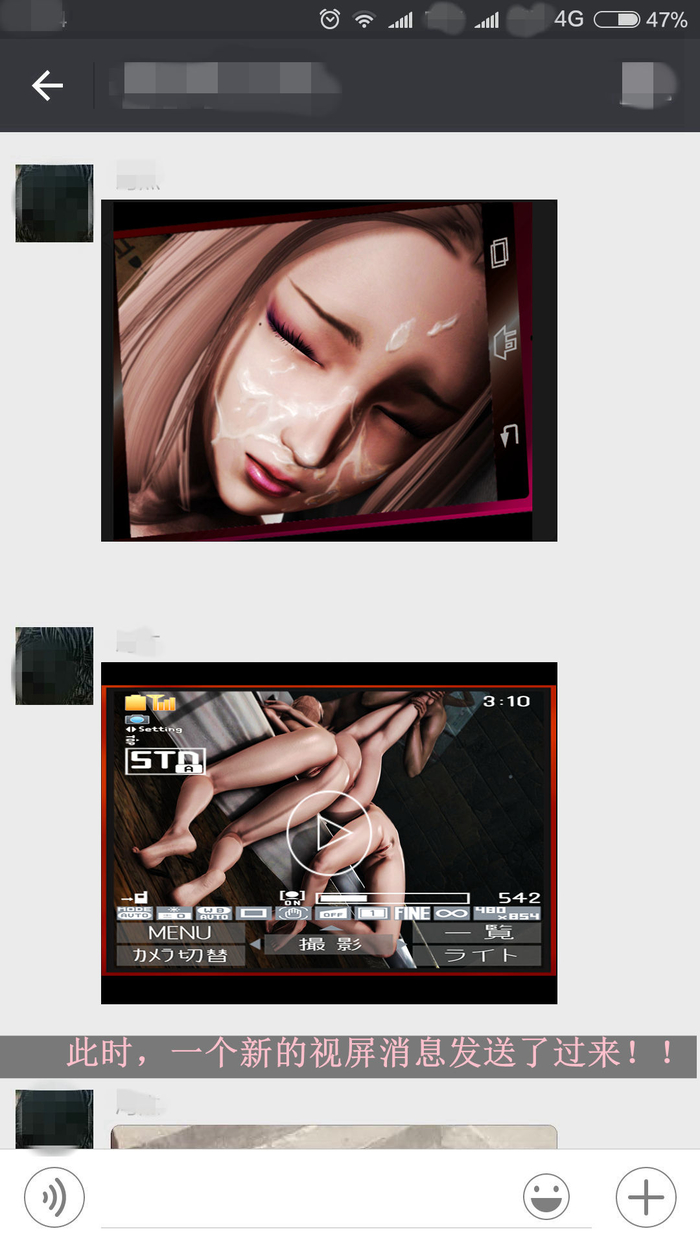 4G 47%
3:10
Setting
STD
A
ON
542
MODE AUTO
WB AUTO
OFF
1
FINE
480 x854
MENU
撮影
一覧
カメラ切替
ライト
此时，一个新的视屏消息发送了过来！！